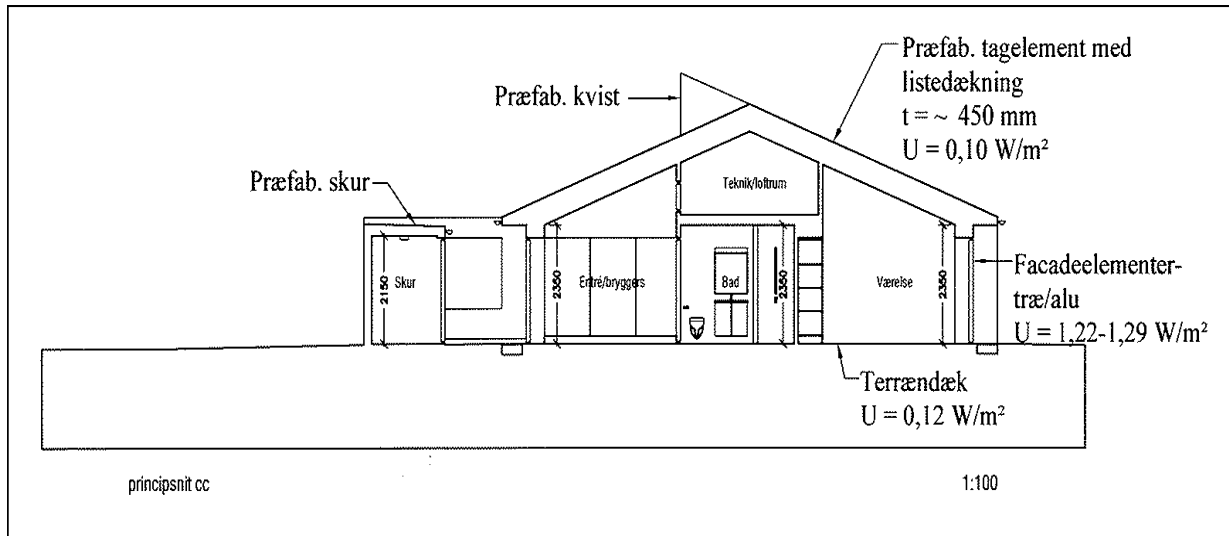 Præfab. tagelement med
listedækning
t = ~ 450 mm
U = 0,10 W/m²
Præfab. kvist
Præfab. skur
Teknik/loftrum
Skur
2150
2350
Entré/bryggers
Bad
2350
Værelse
2350
Facadeelementer-
træ/alu
U = 1,22-1,29 W/m²
Terrændæk
U = 0,12 W/m²
principsnit cc
1:100